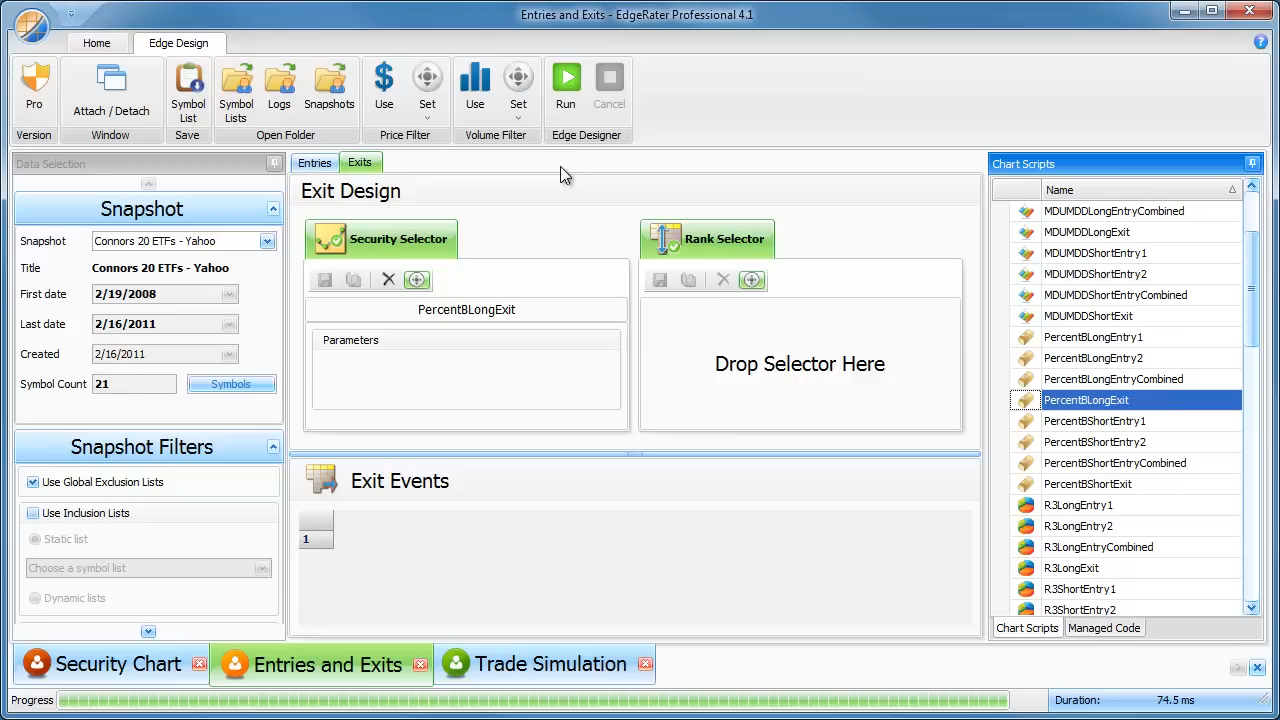 Entries and Exits - EdgeRater Professional 4.1
Home
Edge Design
Pro
Attach / Detach
Symbol List
Symbol Lists
Logs
Snapshots
Use
Set
Use
Set
Run
Cancel
Version
Window
Save
Open Folder
Price Filter
Volume Filter
Edge Designer
Data Selection
Snapshot
Snapshot
Connors 20 ETFs - Yahoo
Title
Connors 20 ETFs - Yahoo
First date
2/19/2008
Last date
2/16/2011
Created
2/16/2011
Symbol Count
21
Symbols
Snapshot Filters
Use Global Exclusion Lists
Use Inclusion Lists
Static list
Choose a symbol list
Dynamic lists
Entries
Exits
Exit Design
Security Selector
PercentBLongExit
Parameters
Rank Selector
Drop Selector Here
Exit Events
1
Chart Scripts
Name
MDUMDDLongEntryCombined
MDUMDDLongExit
MDUMDDShortEntry1
MDUMDDShortEntry2
MDUMDDShortEntryCombined
MDUMDDShortExit
PercentBLongEntry1
PercentBLongEntry2
PercentBLongEntryCombined
PercentBLongExit
PercentBShortEntry1
PercentBShortEntry2
PercentBShortEntryCombined
PercentBShortExit
R3LongEntry1
R3LongEntry2
R3LongEntryCombined
R3LongExit
R3ShortEntry1
R3ShortEntry2
Chart Scripts
Managed Code
Security Chart
Entries and Exits
Trade Simulation
Progress
Duration:
74.5 ms